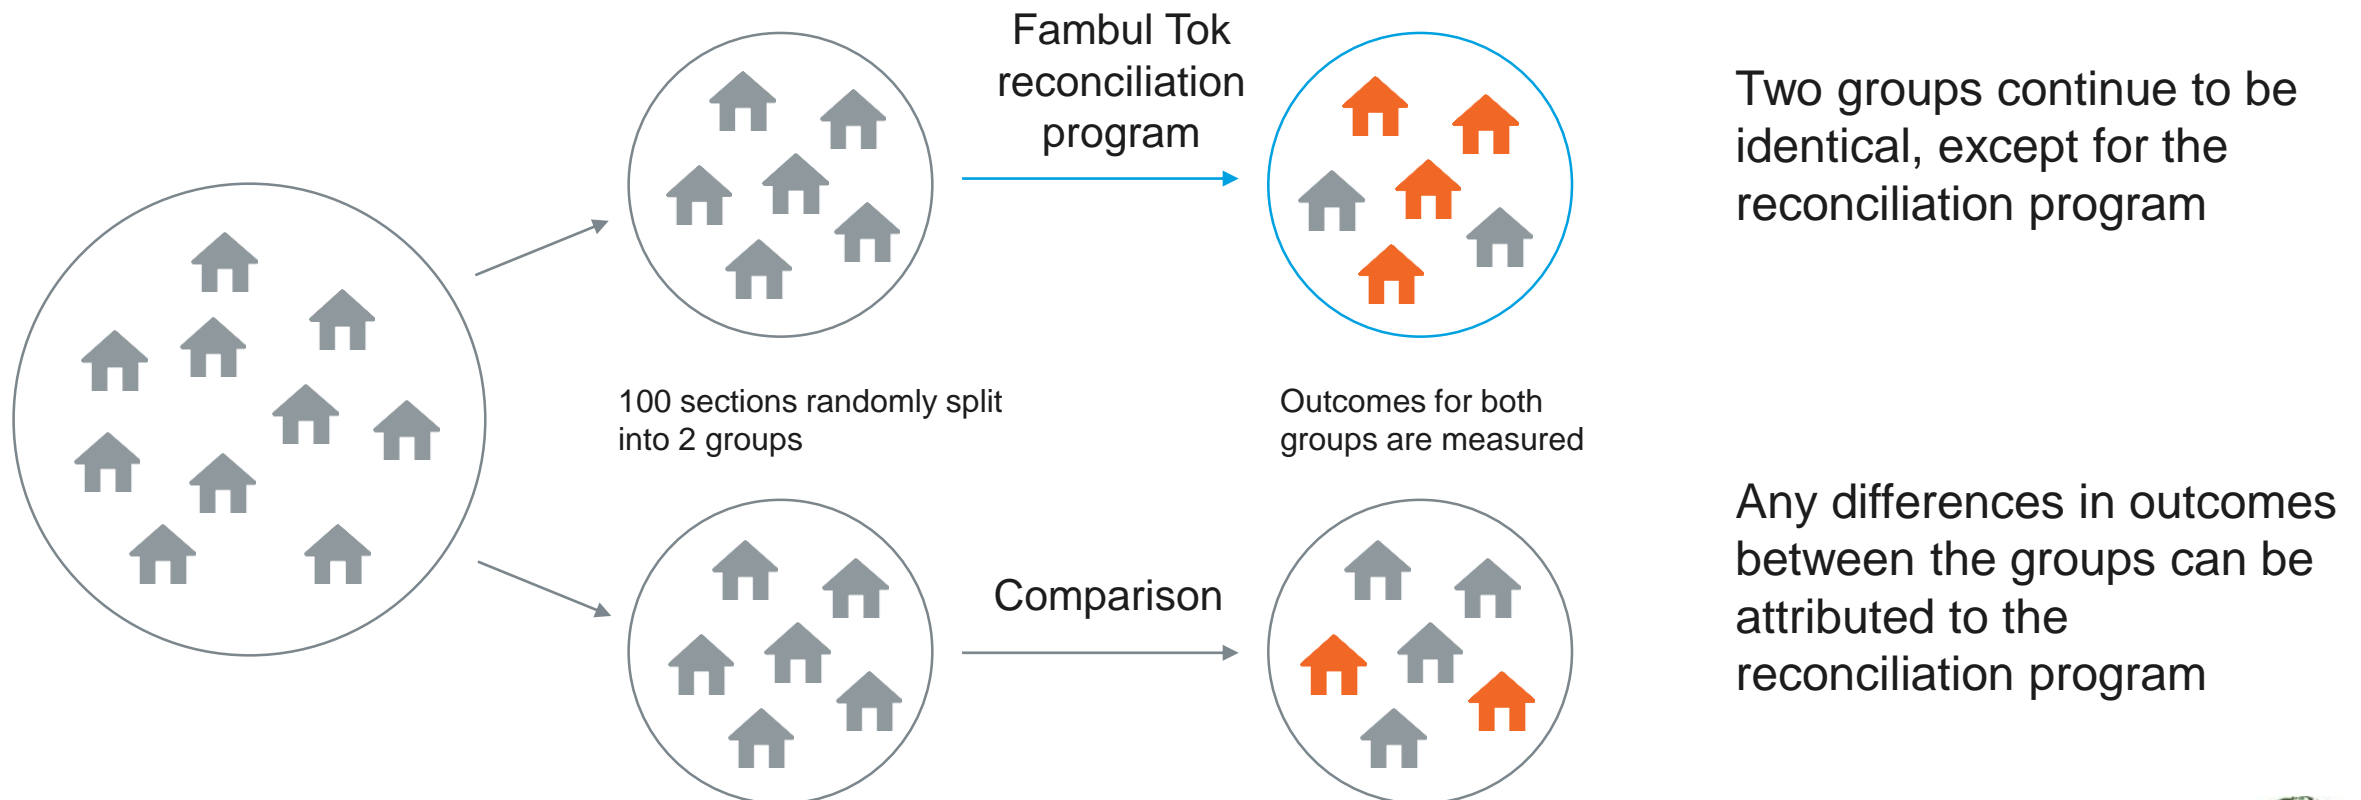 Fambul Tok
reconciliation
program
Two groups continue to be
identical, except for the
reconciliation program
100 sections randomly split
into 2 groups
Outcomes for both
groups are measured
Comparison
Any differences in outcomes
between the groups can be
attributed to the
reconciliation program